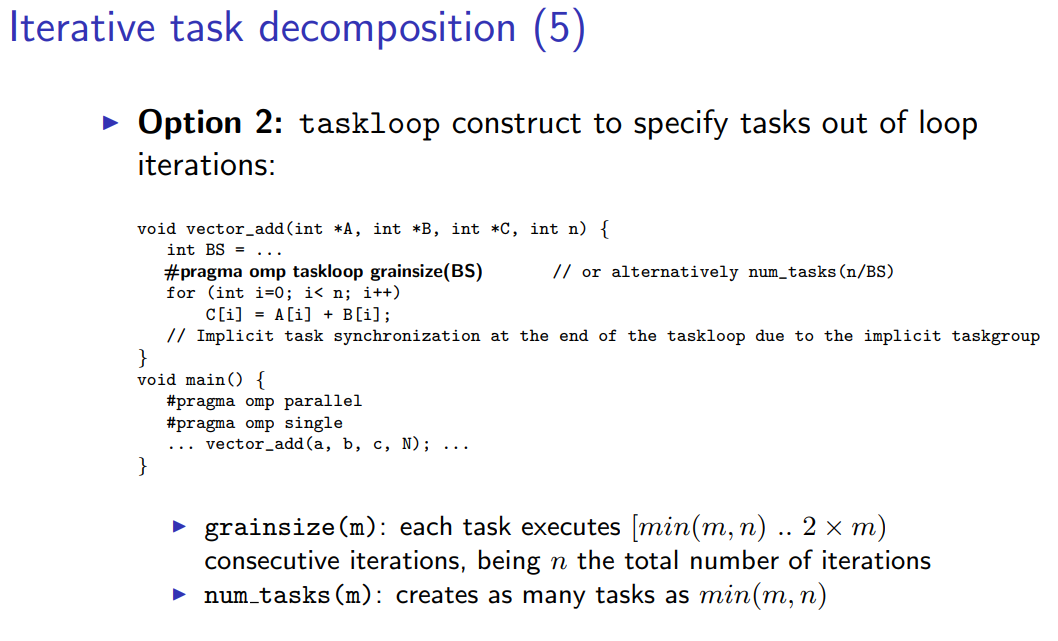 Iterative task decomposition (5)
▶ Option 2: taskloop construct to specify tasks out of loop
iterations:
void vector_add(int *A, int *B, int *C, int n) {
int BS = ...
#pragma omp taskloop grainsize(BS) // or alternatively num_tasks(n/BS)
for (int i=0; i< n; i++)
C[i] = A[i] + B[i];
// Implicit task synchronization at the end of the taskloop due to the implicit taskgroup
}
void main() {
#pragma omp parallel
#pragma omp single
... vector_add(a, b, c, N); ...
}
▶ grainsize(m): each task executes [min(m, n) .. 2 × m)
consecutive iterations, being n the total number of iterations
▶ num_tasks(m): creates as many tasks as min(m, n)